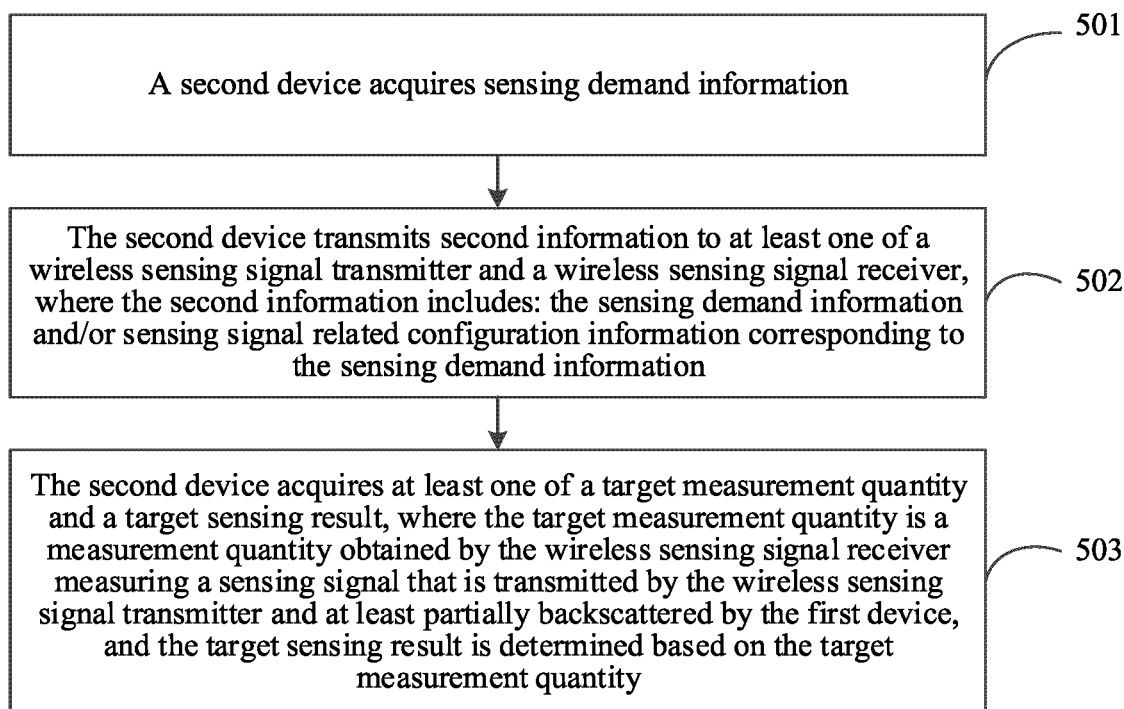 501
A second device acquires sensing demand information
The second device transmits second information to at least one of a
wireless sensing signal transmitter and a wireless sensing signal receiver,
where the second information includes: the sensing demand information
and/or sensing signal related configuration information corresponding to
the sensing demand information
502
The second device acquires at least one of a target measurement quantity
and a target sensing result, where the target measurement quantity is a
measurement quantity obtained by the wireless sensing signal receiver
measuring a sensing signal that is transmitted by the wireless sensing
signal transmitter and at least partially backscattered by the first device,
and the target sensing result is determined based on the target
measurement quantity
503